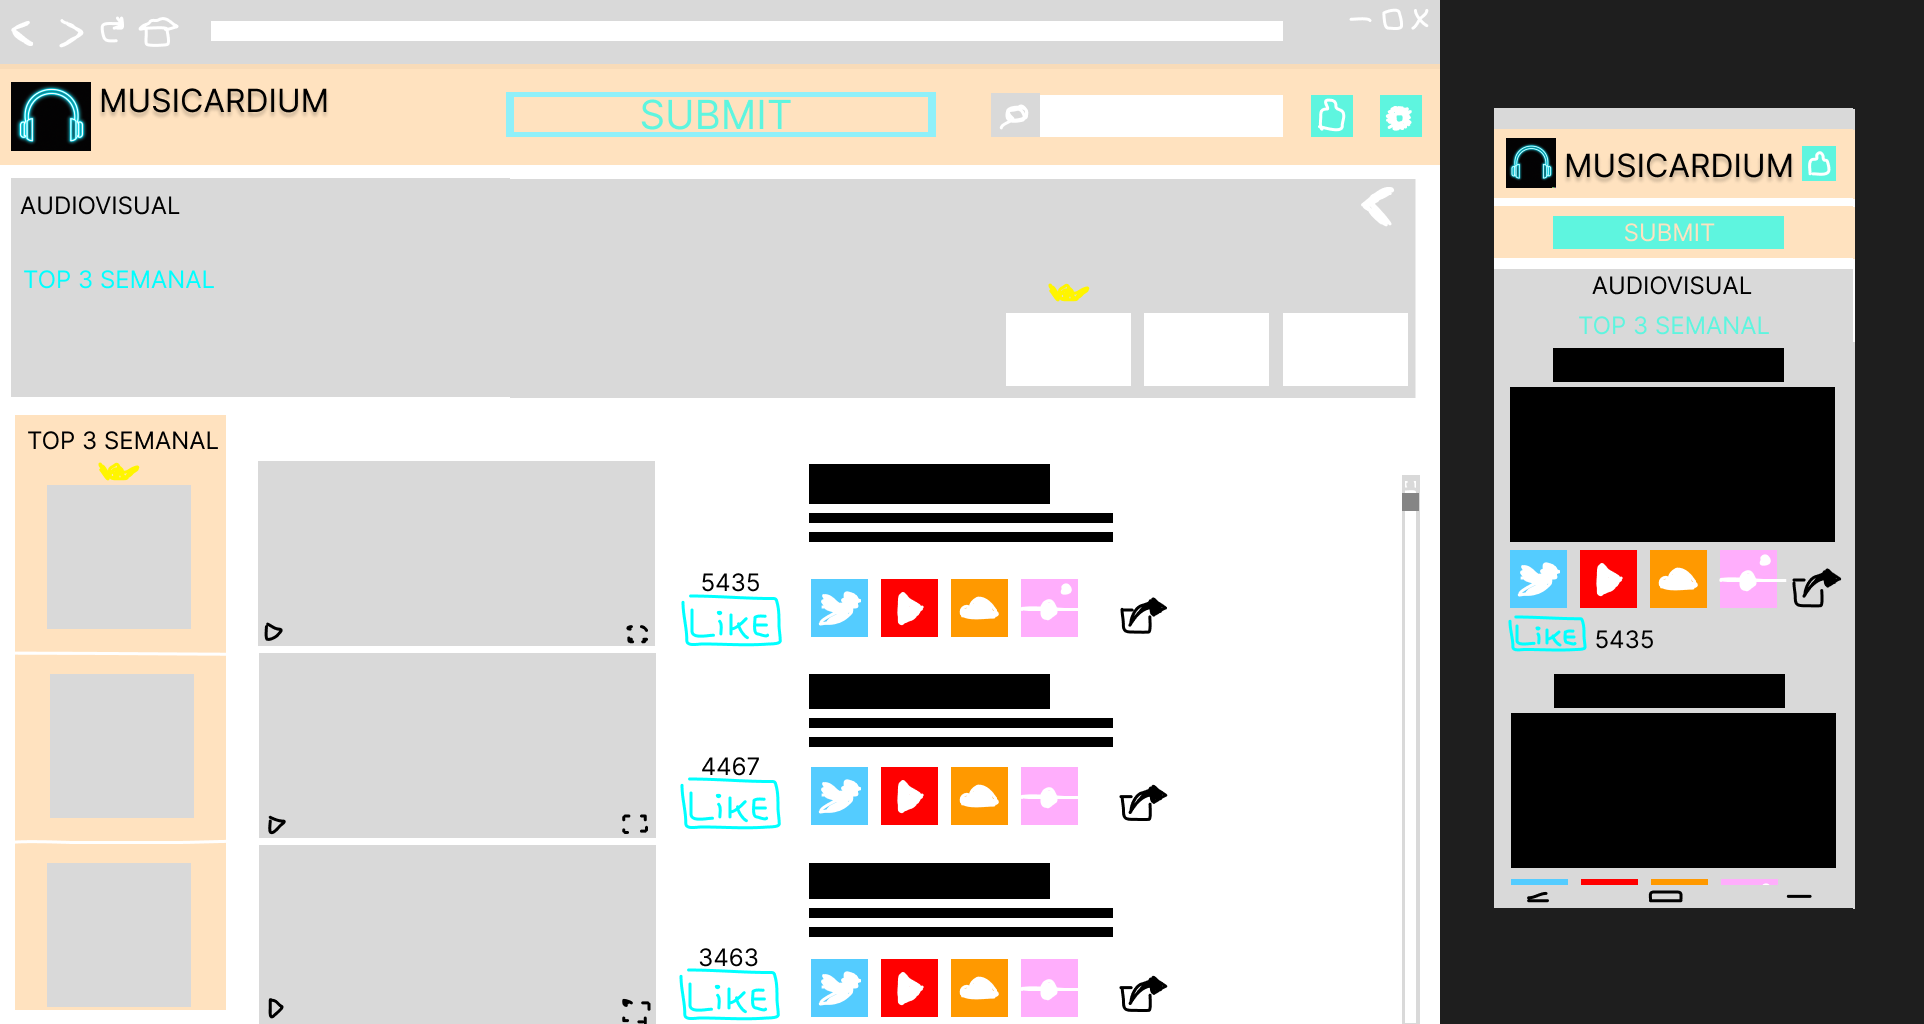 MUSICARDIUM
SUBMIT
AUDIOVISUAL
TOP 3 SEMANAL
TOP 3 SEMANAL
5435
LiKE
4467
LiKE
3463
LiKE
MUSICARDIUM
SUBMIT
AUDIOVISUAL
TOP 3 SEMANAL
LiKE 5435